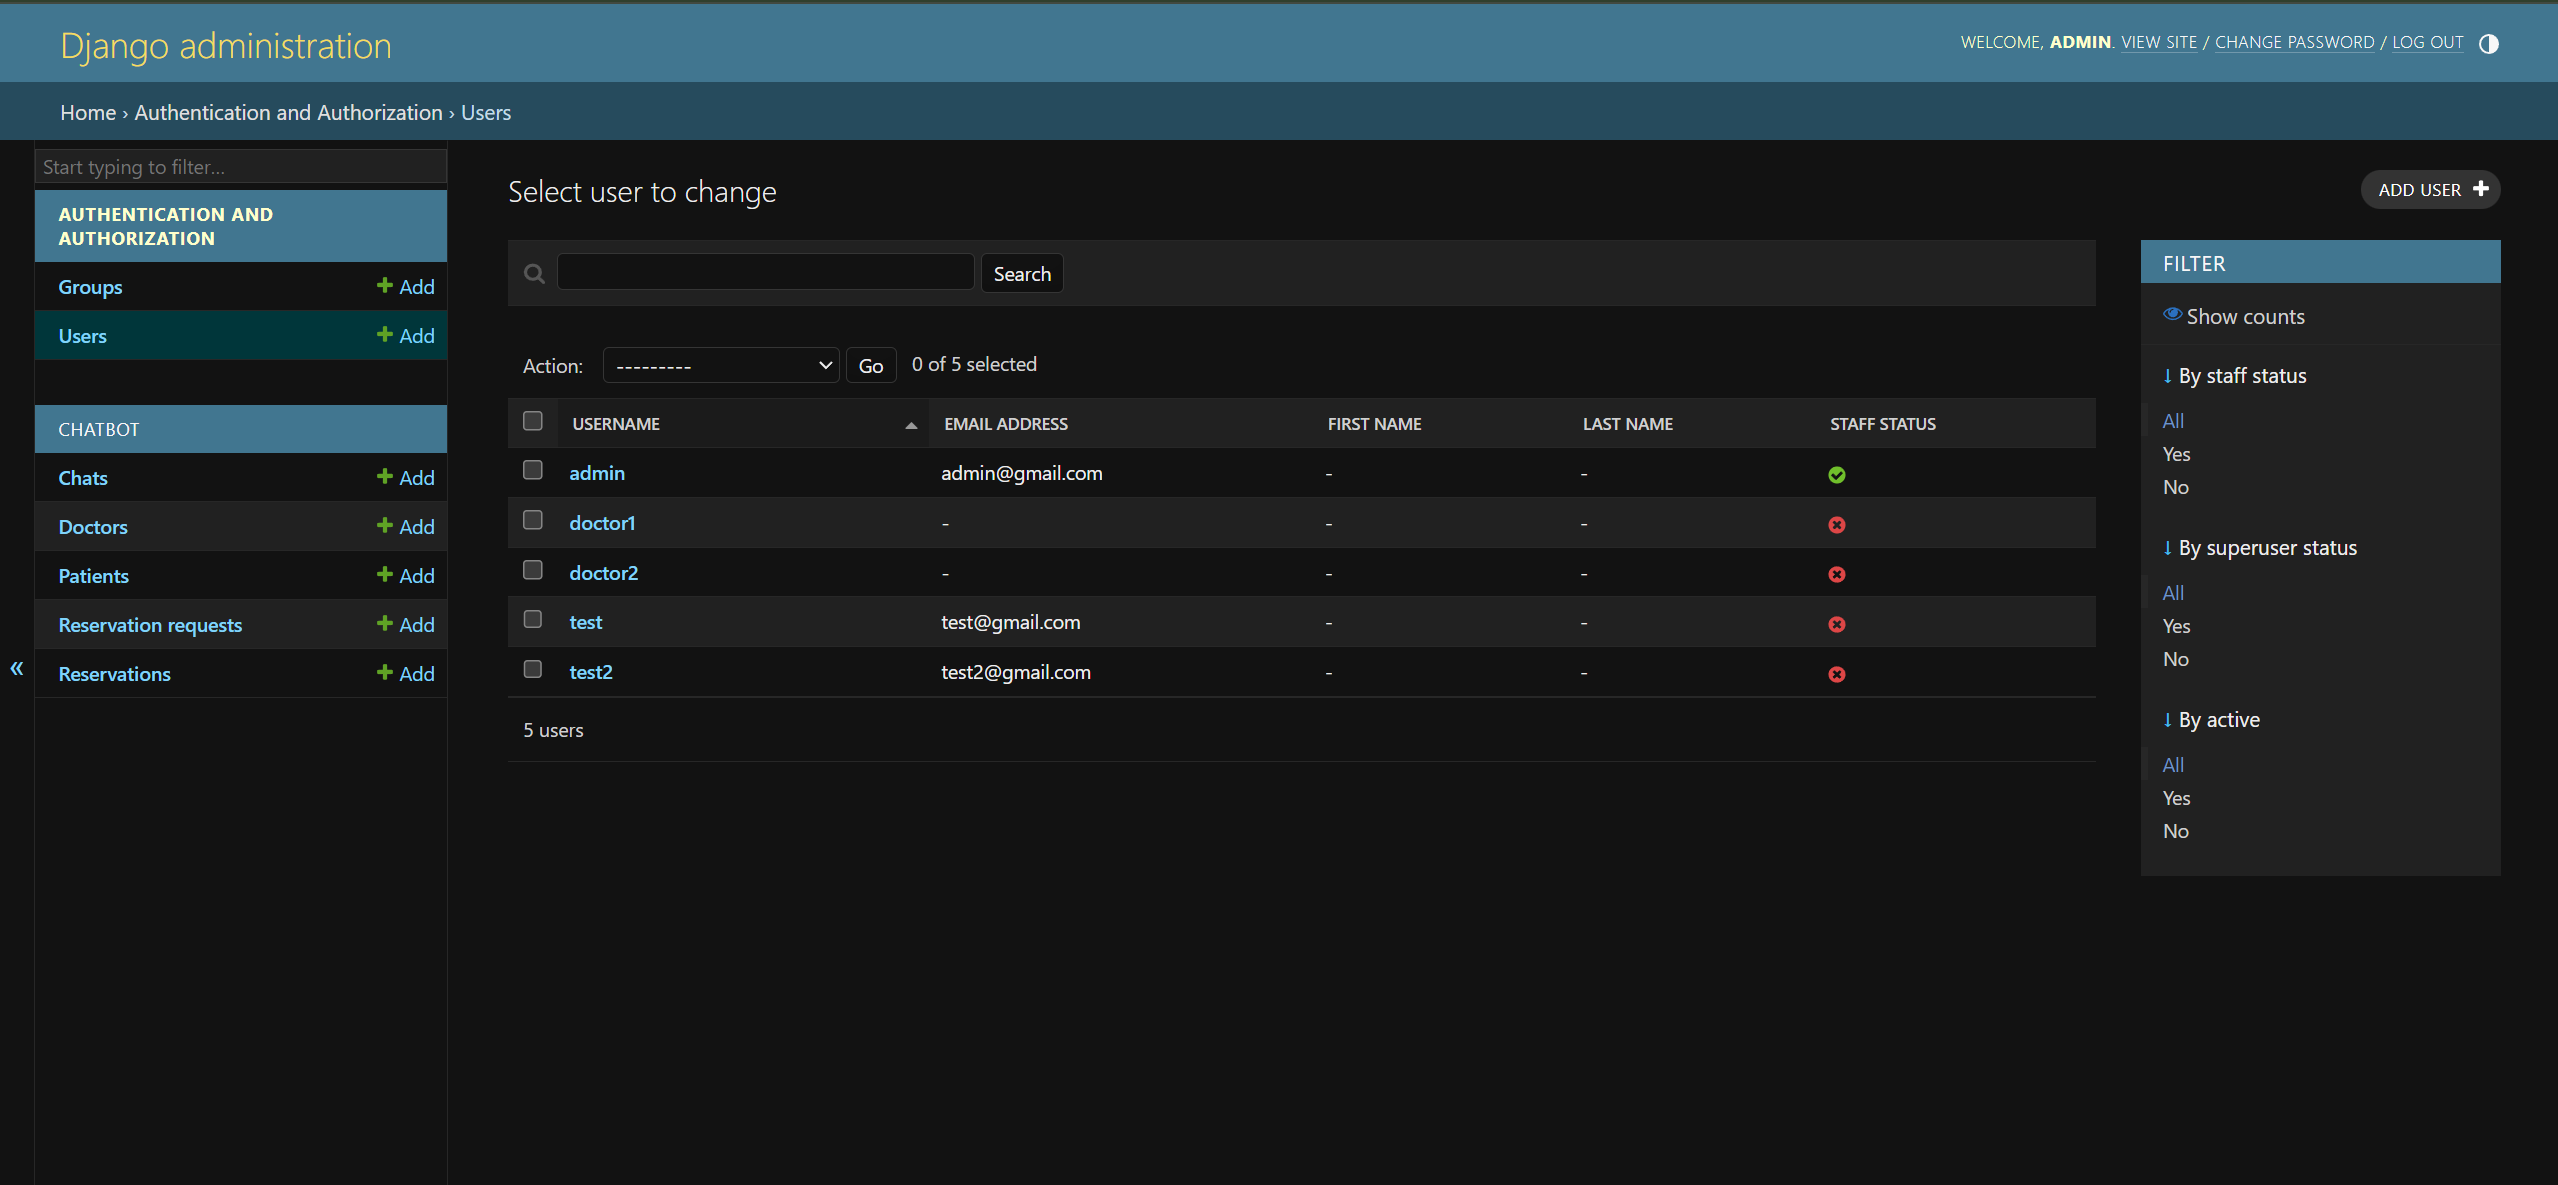 Django administration
WELCOME, ADMIN. VIEW SITE / CHANGE PASSWORD / LOG OUT
Home › Authentication and Authorization › Users
Start typing to filter...
AUTHENTICATION AND
AUTHORIZATION
Groups Add
Users Add
CHATBOT
Chats Add
Doctors Add
Patients Add
Reservation requests Add
Reservations Add
«
Select user to change
ADD USER
Search
Action: --------- Go 0 of 5 selected
USERNAME EMAIL ADDRESS FIRST NAME LAST NAME STAFF STATUS
admin admin@gmail.com - -
doctor1 - - -
doctor2 - - -
test test@gmail.com - -
test2 test2@gmail.com - -
5 users
FILTER
Show counts
↓ By staff status
All
Yes
No
↓ By superuser status
All
Yes
No
↓ By active
All
Yes
No